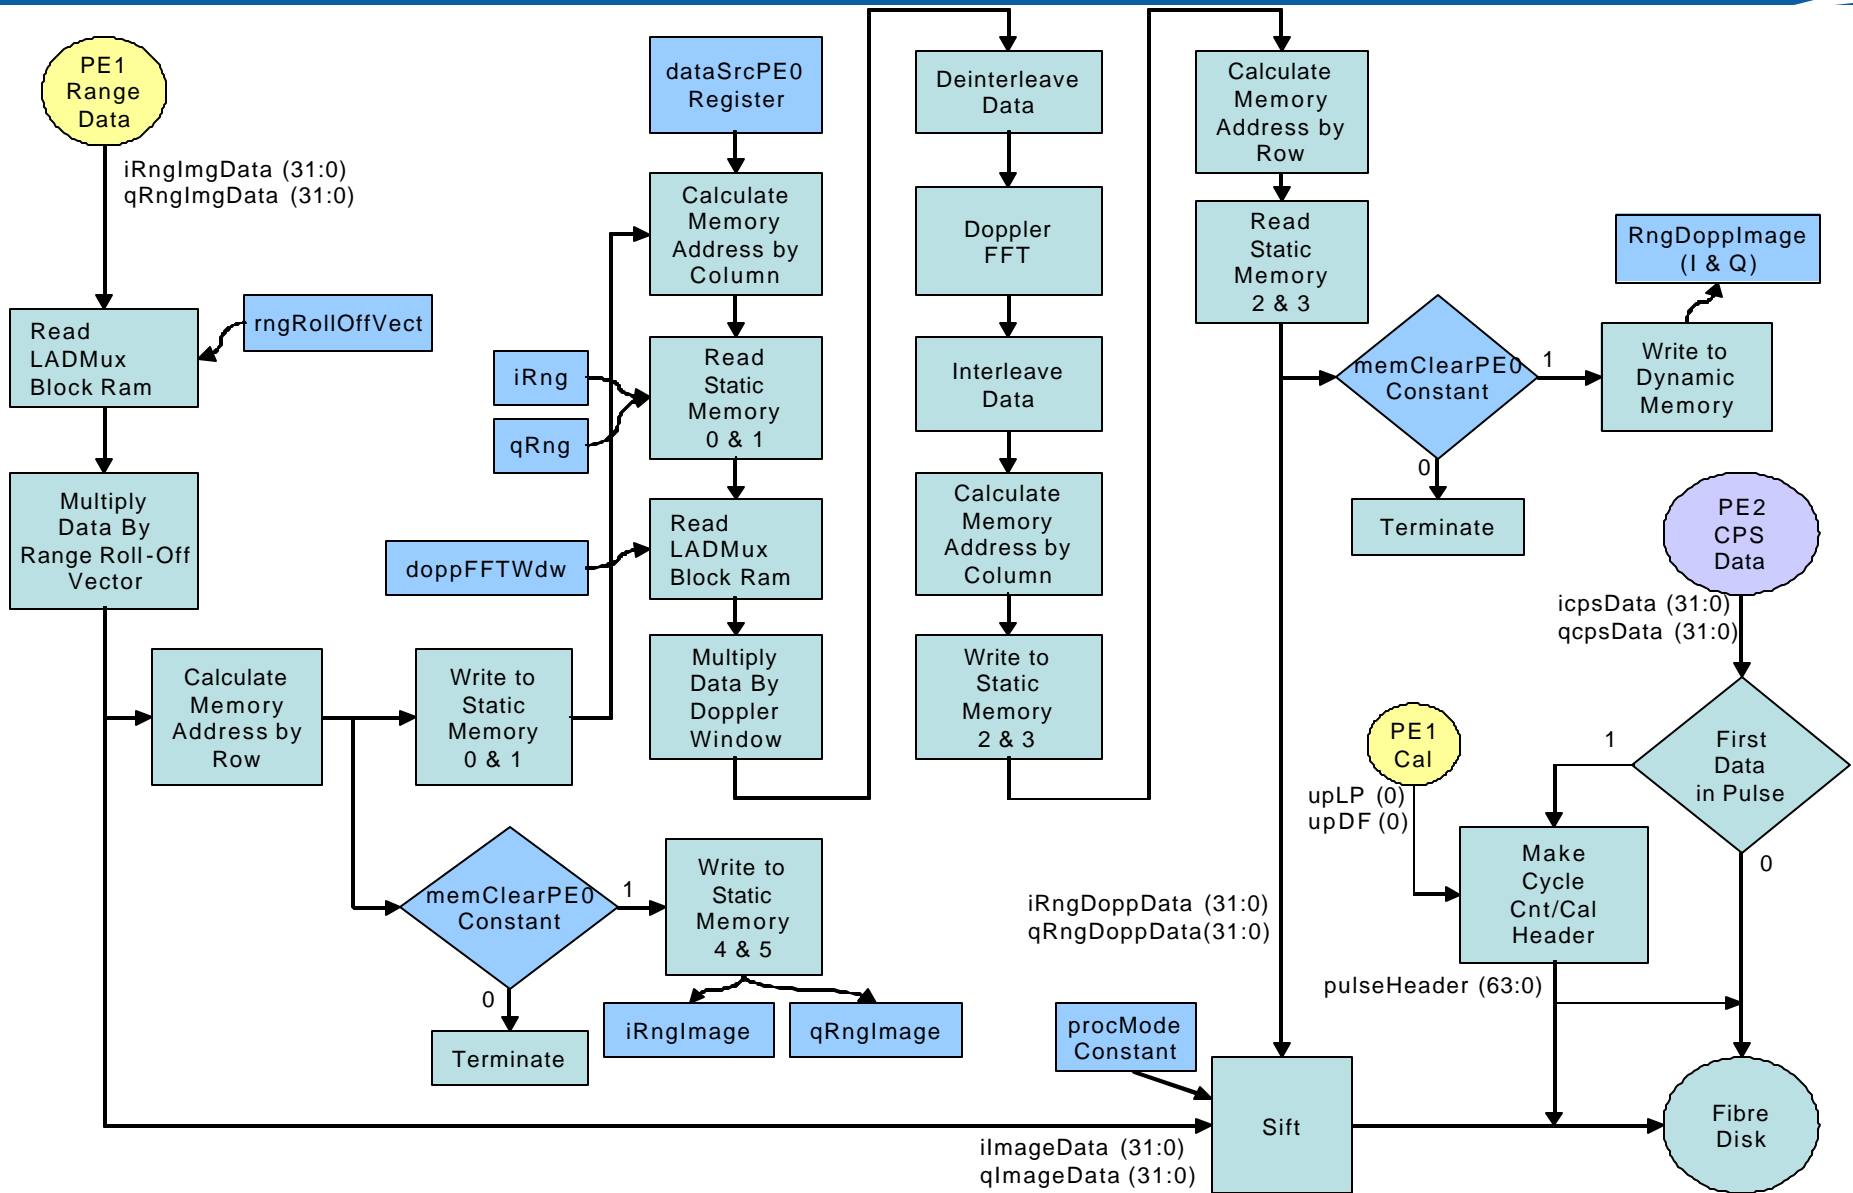 PE1
Range
Data
iRngImgData (31:0)
qRngImgData (31:0)
Read
LADMux
Block Ram
rngRollOffVect
Multiply
Data By
Range Roll-Off
Vector
Calculate
Memory
Address by
Row
Write to
Static
Memory
0 & 1
memClearPE0
Constant
1
0
Terminate
Write to
Static
Memory
4 & 5
iRngImage
qRngImage
dataSrcPE0
Register
Calculate
Memory
Address by
Column
iRng
qRng
Read
Static
Memory
0 & 1
doppFFTWdw
Read
LADMux
Block Ram
Multiply
Data By
Doppler
Window
Deinterleave
Data
Doppler
FFT
Interleave
Data
Calculate
Memory
Address by
Column
Write to
Static
Memory
2 & 3
Calculate
Memory
Address by
Row
Read
Static
Memory
2 & 3
memClearPE0
Constant
1
0
Terminate
Write to
Dynamic
Memory
RngDoppImage
(I & Q)
PE2
CPS
Data
icpsData (31:0)
qcpsData (31:0)
First
Data
in Pulse
1
0
PE1
Cal
upLP (0)
upDF (0)
Make
Cycle
Cnt/Cal
Header
pulseHeader (63:0)
iRngDoppData (31:0)
qRngDoppData(31:0)
procMode
Constant
Sift
iImageData (31:0)
qImageData (31:0)
Fibre
Disk